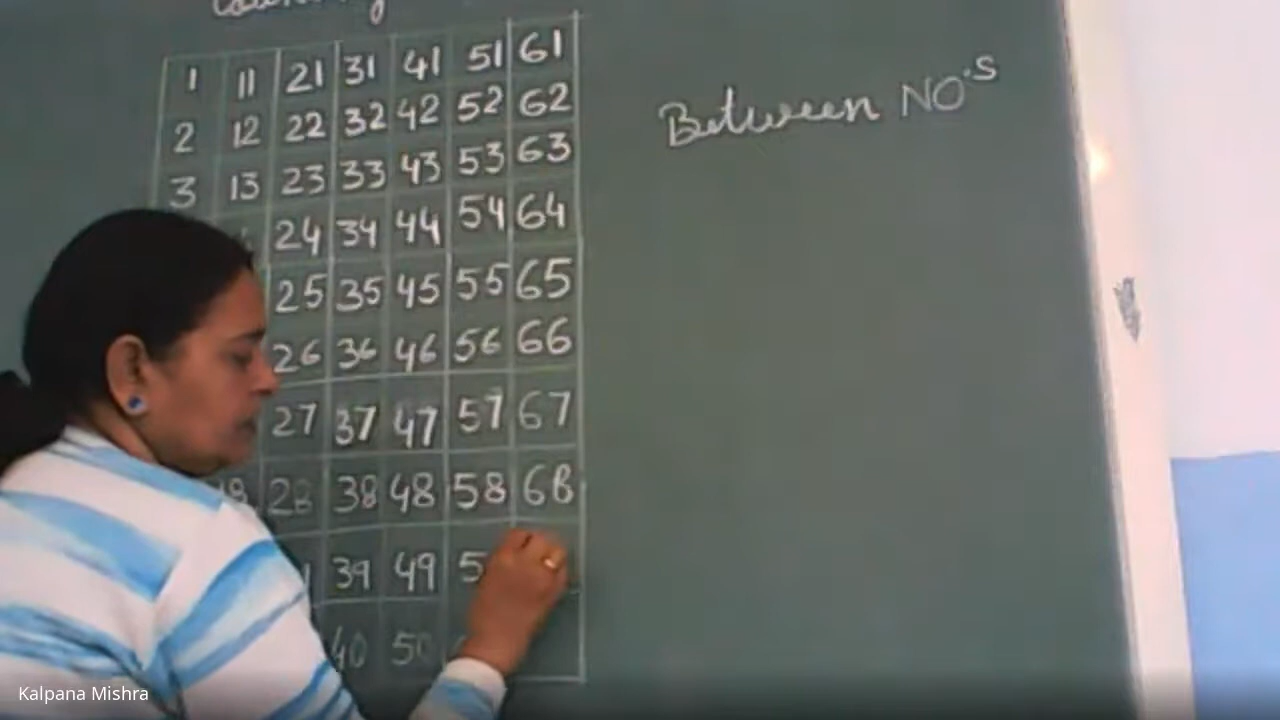 1 11 21 31 41 51 61
2 12 22 32 42 52 62
3 13 23 33 43 53 63
24 34 44 54 64
25 35 45 55 65
26 36 46 56 66
27 37 47 57 67
18 28 38 48 58 68
39 49 5
40 50
Between NO'S
Kalpana Mishra